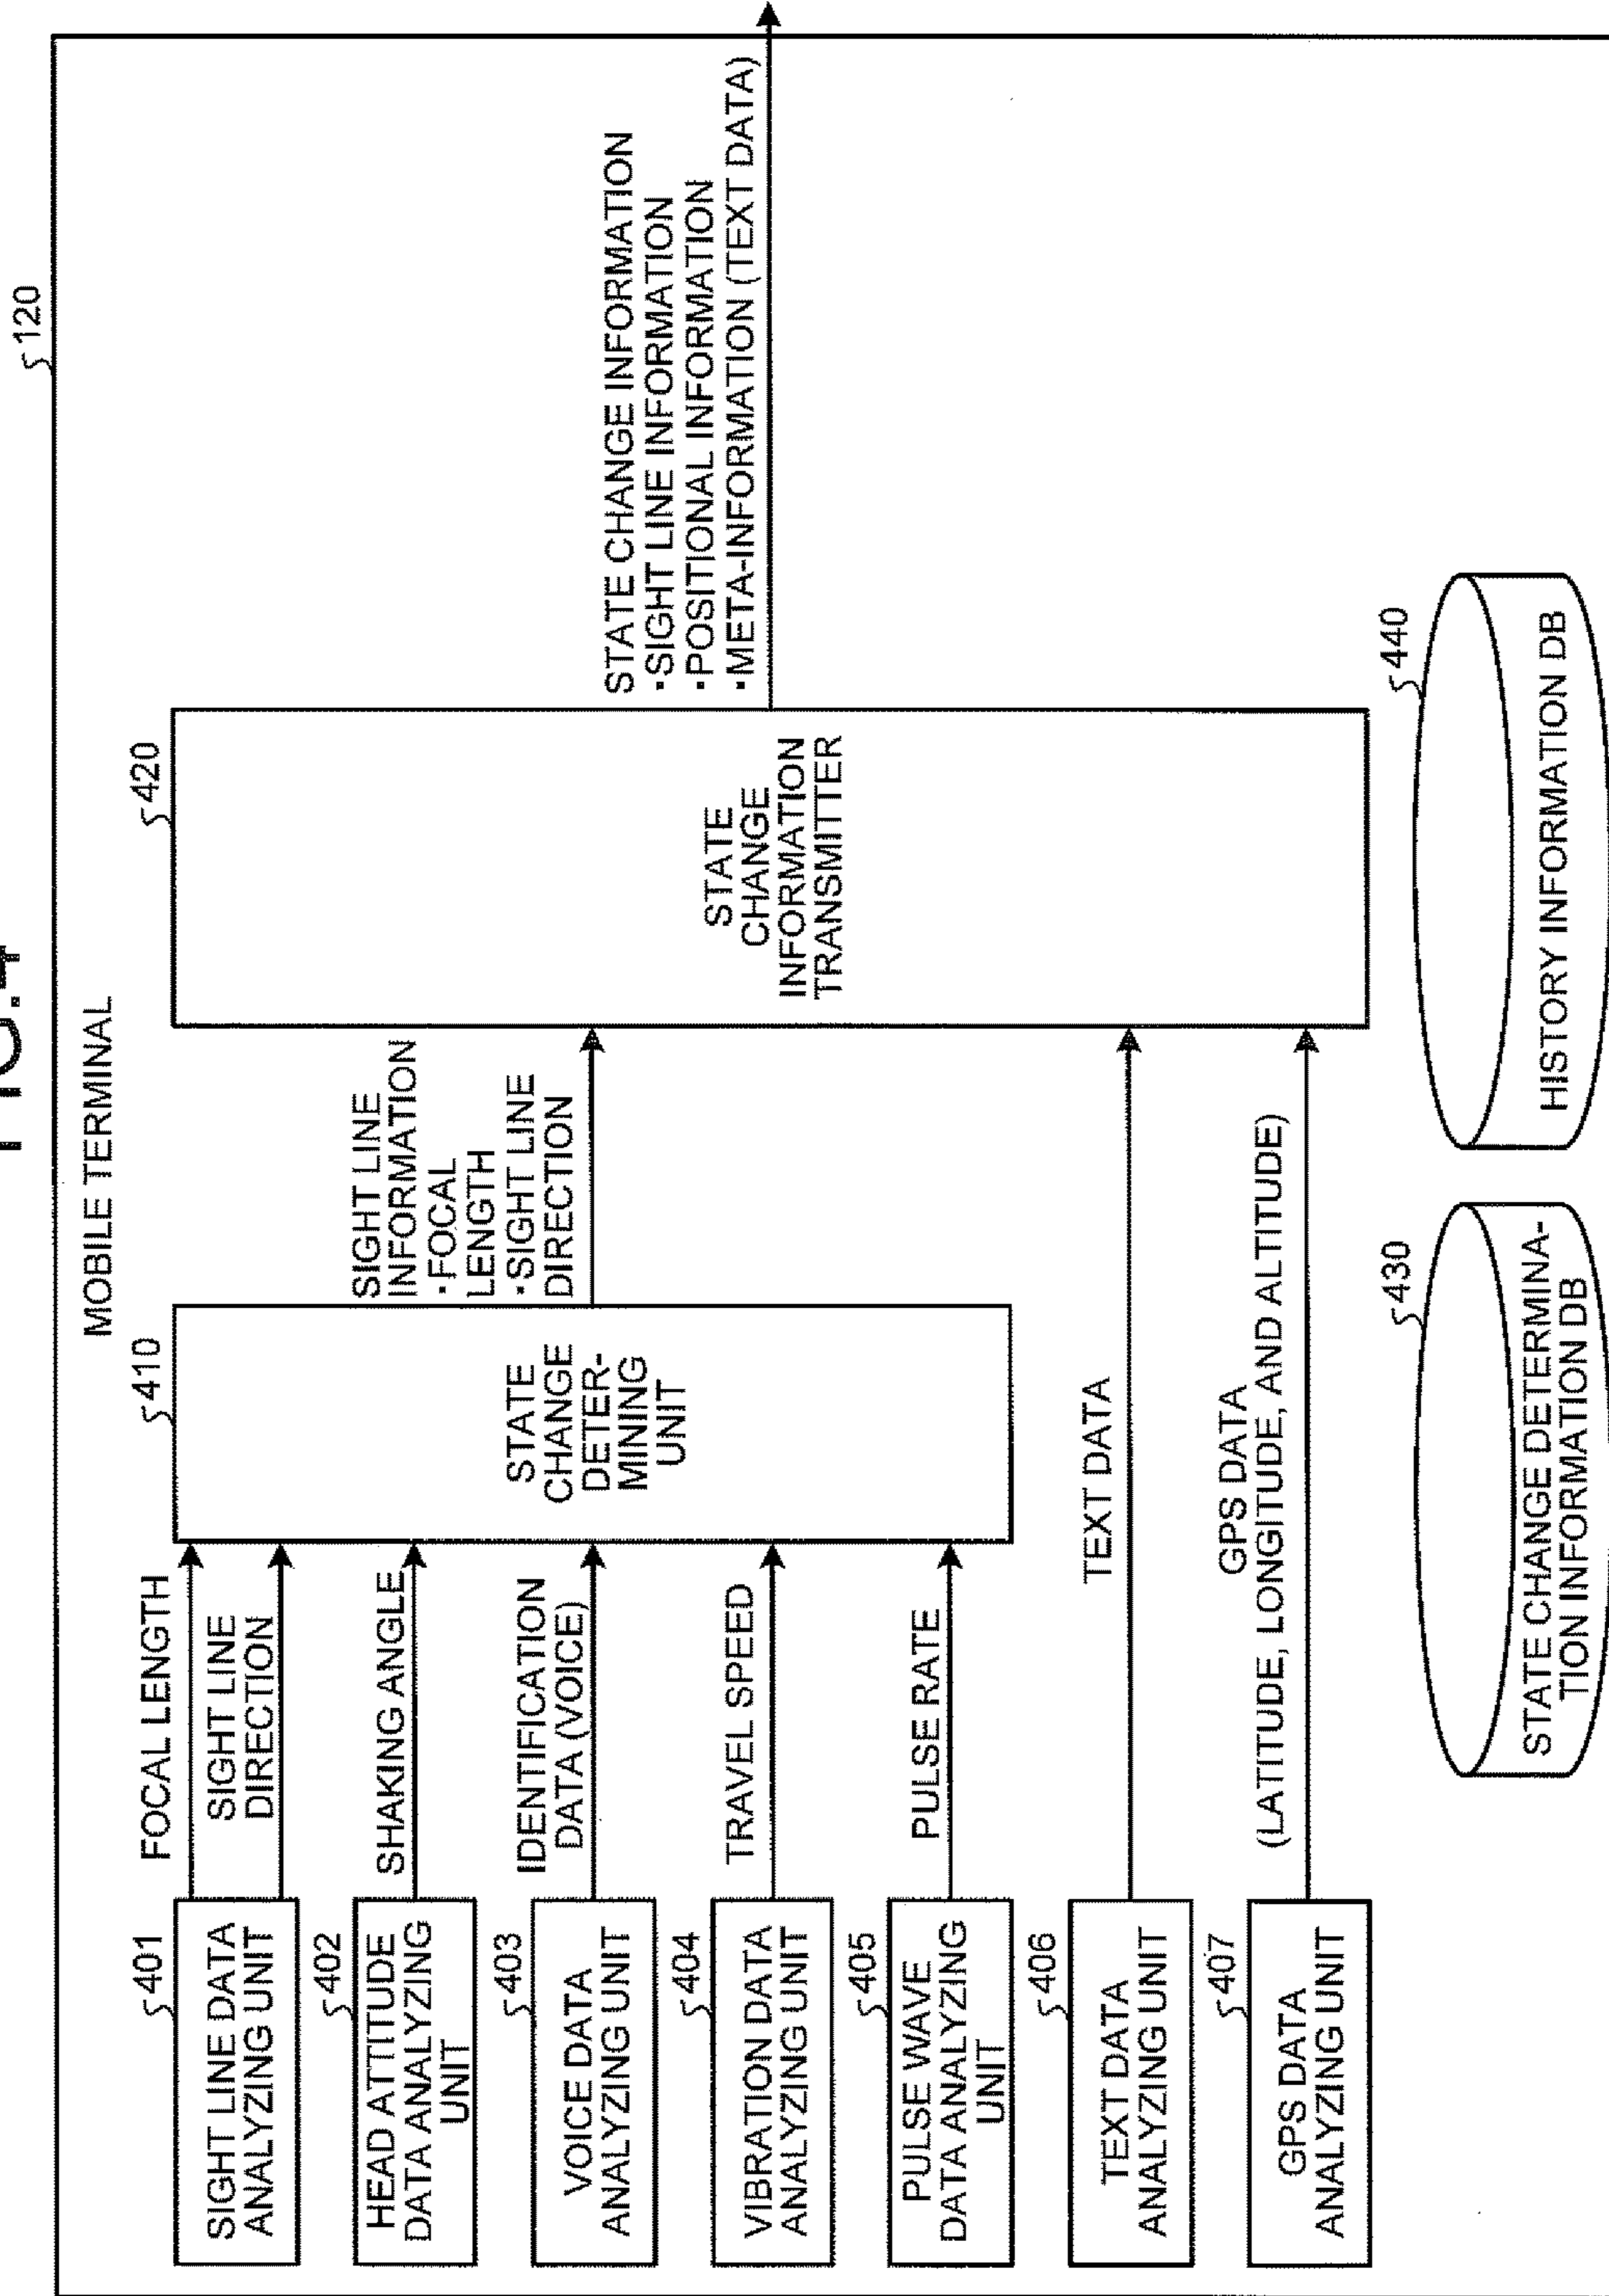 FIG.4
120
MOBILE TERMINAL
401
SIGHT LINE DATA
ANALYZING UNIT
FOCAL LENGTH
SIGHT LINE
DIRECTION
402
HEAD ATTITUDE
DATA ANALYZING
UNIT
SHAKING ANGLE
403
VOICE DATA
ANALYZING UNIT
IDENTIFICATION
DATA (VOICE)
404
VIBRATION DATA
ANALYZING UNIT
TRAVEL SPEED
405
PULSE WAVE
DATA ANALYZING
UNIT
PULSE RATE
406
TEXT DATA
ANALYZING UNIT
TEXT DATA
407
GPS DATA
ANALYZING UNIT
GPS DATA
(LATITUDE, LONGITUDE, AND ALTITUDE)
410
STATE
CHANGE
DETER-
MINING
UNIT
SIGHT LINE
INFORMATION
・FOCAL
LENGTH
・SIGHT LINE
DIRECTION
420
STATE
CHANGE
INFORMATION
TRANSMITTER
STATE CHANGE INFORMATION
・SIGHT LINE INFORMATION
・POSITIONAL INFORMATION
・META-INFORMATION (TEXT DATA)
430
STATE CHANGE DETERMINA-
TION INFORMATION DB
440
HISTORY INFORMATION DB